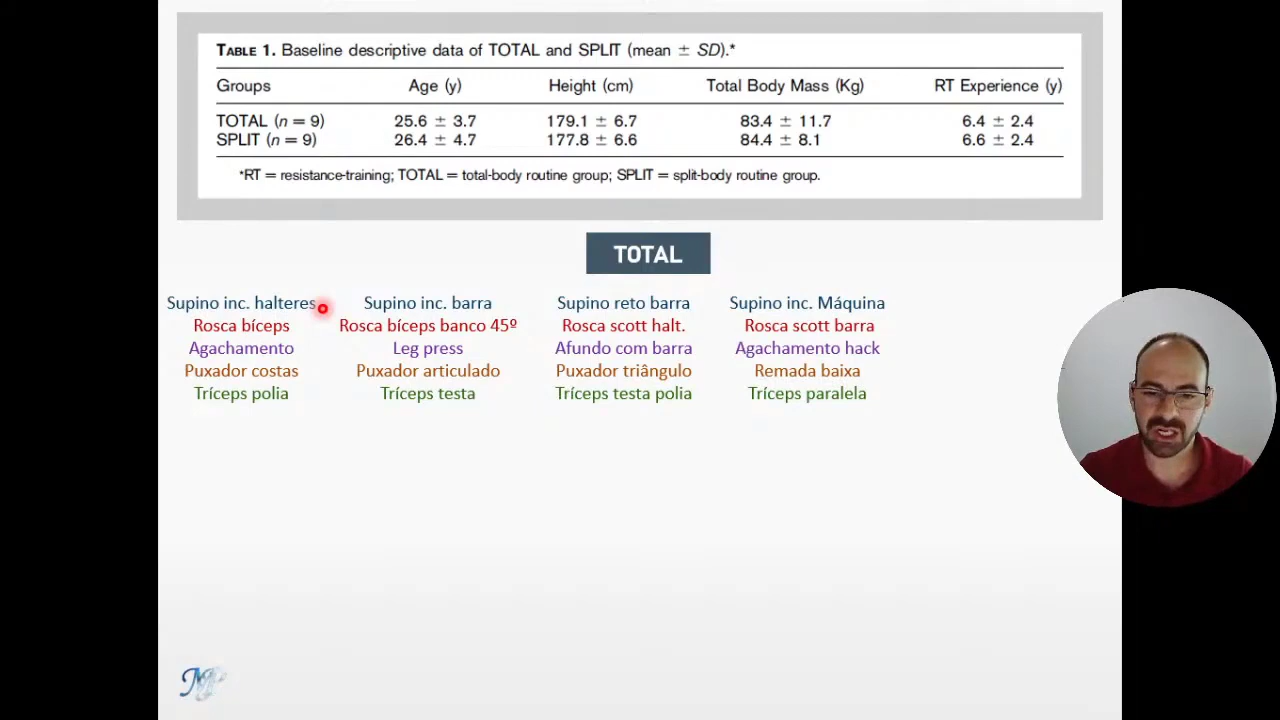 TABLE 1. Baseline descriptive data of TOTAL and SPLIT (mean ± SD).*
Groups Age (y) Height (cm) Total Body Mass (Kg) RT Experience (y)
TOTAL (n = 9) 25.6 ± 3.7 179.1 ± 6.7 83.4 ± 11.7 6.4 ± 2.4
SPLIT (n = 9) 26.4 ± 4.7 177.8 ± 6.6 84.4 ± 8.1 6.6 ± 2.4
*RT = resistance-training; TOTAL = total-body routine group; SPLIT = split-body routine group.
TOTAL
Supino inc. halteres Supino inc. barra Supino reto barra Supino inc. Máquina
Rosca bíceps Rosca bíceps banco 45º Rosca scott halt. Rosca scott barra
Agachamento Leg press Afundo com barra Agachamento hack
Puxador costas Puxador articulado Puxador triângulo Remada baixa
Tríceps polia Tríceps testa Tríceps testa polia Tríceps paralela